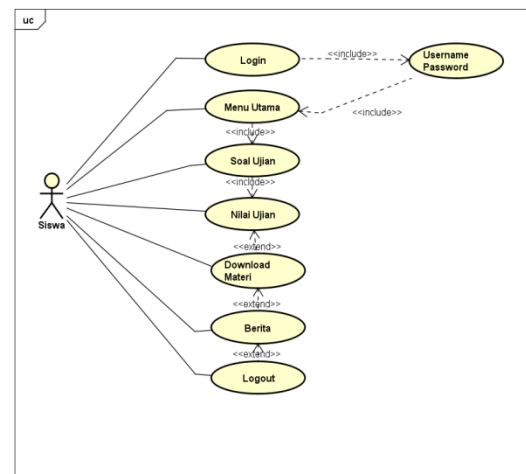 uc
Login
<<include>>
Username
Password
Menu Utama
<<include>>
<<include>>
Soal Ujian
<<include>>
Siswa
Nilai Ujian
<<extend>>
Download
Materi
<<extend>>
Berita
<<extend>>
Logout